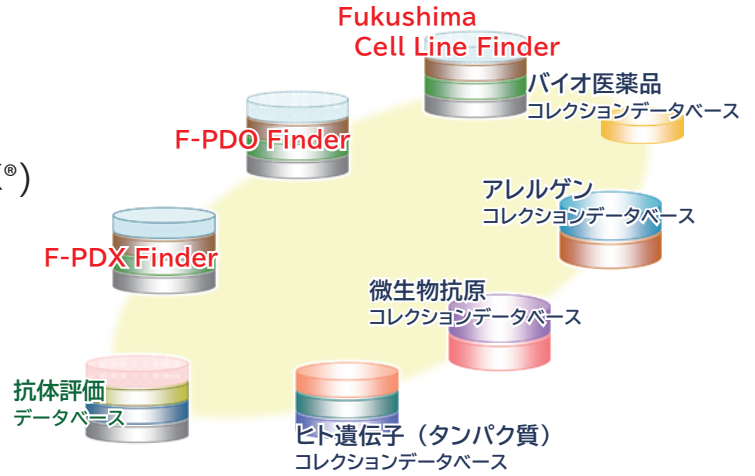 Fukushima
Cell Line Finder
バイオ医薬品
コレクションデータベース
F-PDO Finder
®)
アレルゲン
コレクションデータベース
F-PDX Finder
微生物抗原
コレクションデータベース
抗体評価
データベース
ヒト遺伝子（タンパク質）
コレクションデータベース